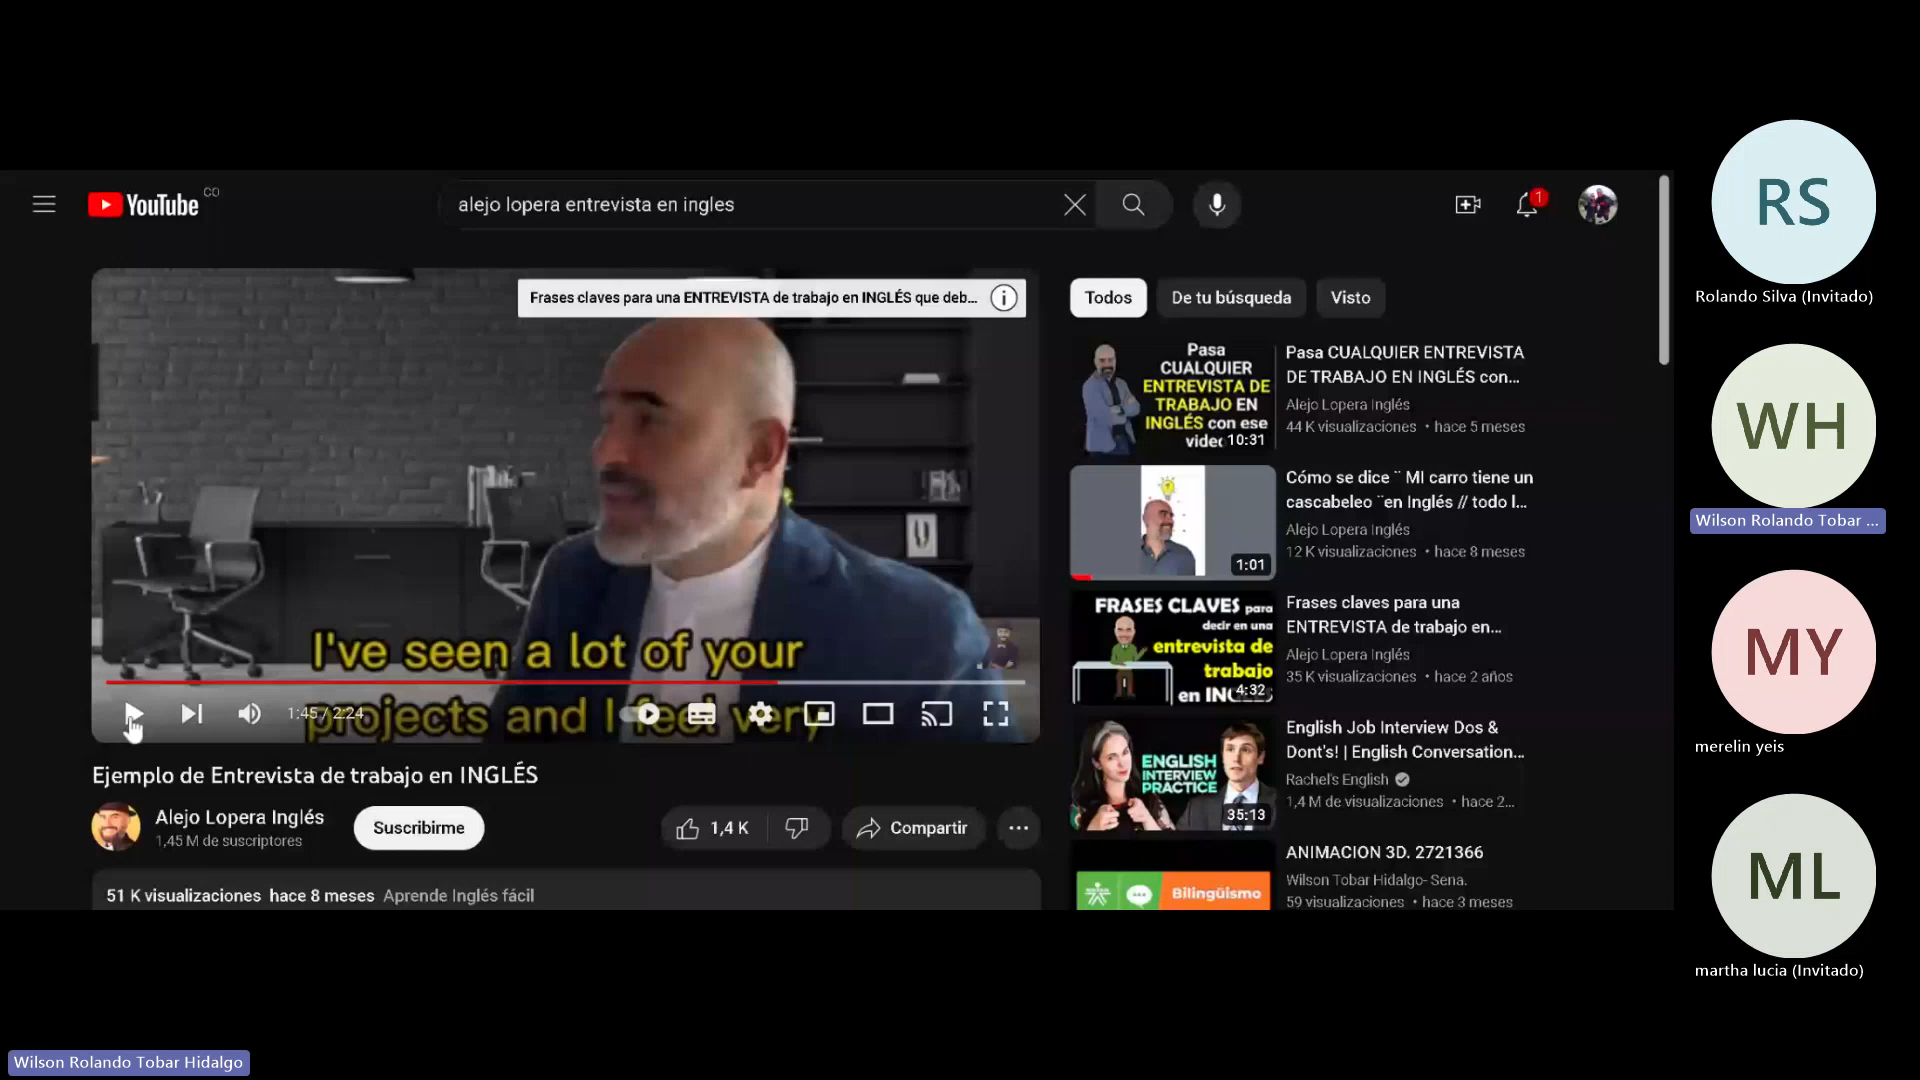 YouTube CO
alejo lopera entrevista en ingles
1
Frases claves para una ENTREVISTA de trabajo en INGLÉS que deb...
I've seen a lot of your
projects and I feel very
1:45 / 2:24
Ejemplo de Entrevista de trabajo en INGLÉS
Alejo Lopera Inglés
1,45 M de suscriptores
Suscribirme
1,4 K
Compartir
51 K visualizaciones hace 8 meses Aprende Inglés fácil
Todos
De tu búsqueda
Visto
Pasa
CUALQUIER
ENTREVISTA DE
TRABAJO EN
INGLÉS con ese
10:31
Pasa CUALQUIER ENTREVISTA
DE TRABAJO EN INGLÉS con...
Alejo Lopera Inglés
44 K visualizaciones • hace 5 meses
1:01
Cómo se dice ¨ MI carro tiene un
cascabeleo ¨en Inglés // todo l...
Alejo Lopera Inglés
12 K visualizaciones • hace 8 meses
FRASES CLAVES para
decir en una
entrevista de
trabajo
4:32
Frases claves para una
ENTREVISTA de trabajo en...
Alejo Lopera Inglés
35 K visualizaciones • hace 2 años
ENGLISH
INTERVIEW
PRACTICE
35:13
English Job Interview Dos &
Dont's! | English Conversation...
Rachel's English
1,4 M de visualizaciones • hace 2...
Bilingüismo
ANIMACION 3D. 2721366
Wilson Tobar Hidalgo- Sena.
59 visualizaciones • hace 3 meses
RS
Rolando Silva (Invitado)
WH
Wilson Rolando Tobar ...
MY
merelin yeis
ML
martha lucia (Invitado)
Wilson Rolando Tobar Hidalgo